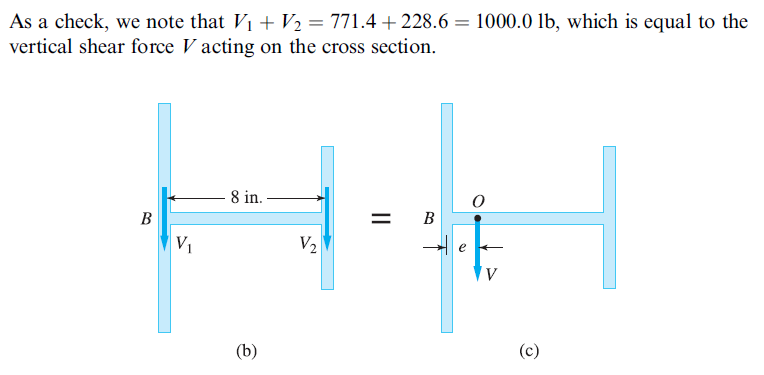 As a check, we note that V₁ + V₂ = 771.4 + 228.6 = 1000.0 lb, which is equal to the
vertical shear force V acting on the cross section.
8 in.
B
V₁
V₂
=
B
O
e
V
(b)
(c)